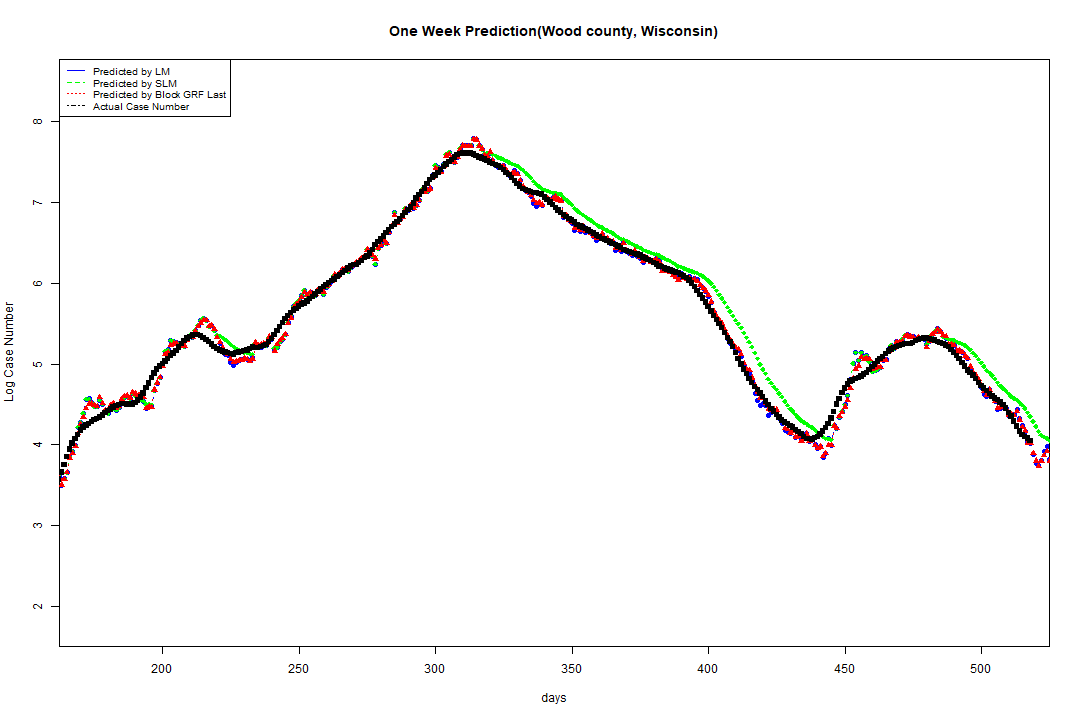 One Week Prediction(Wood county, Wisconsin)
Predicted by LM
Predicted by SLM
Predicted by Block GRF Last
Actual Case Number
Log Case Number
8
7
6
5
4
3
2
200 250 300 350 400 450 500
days